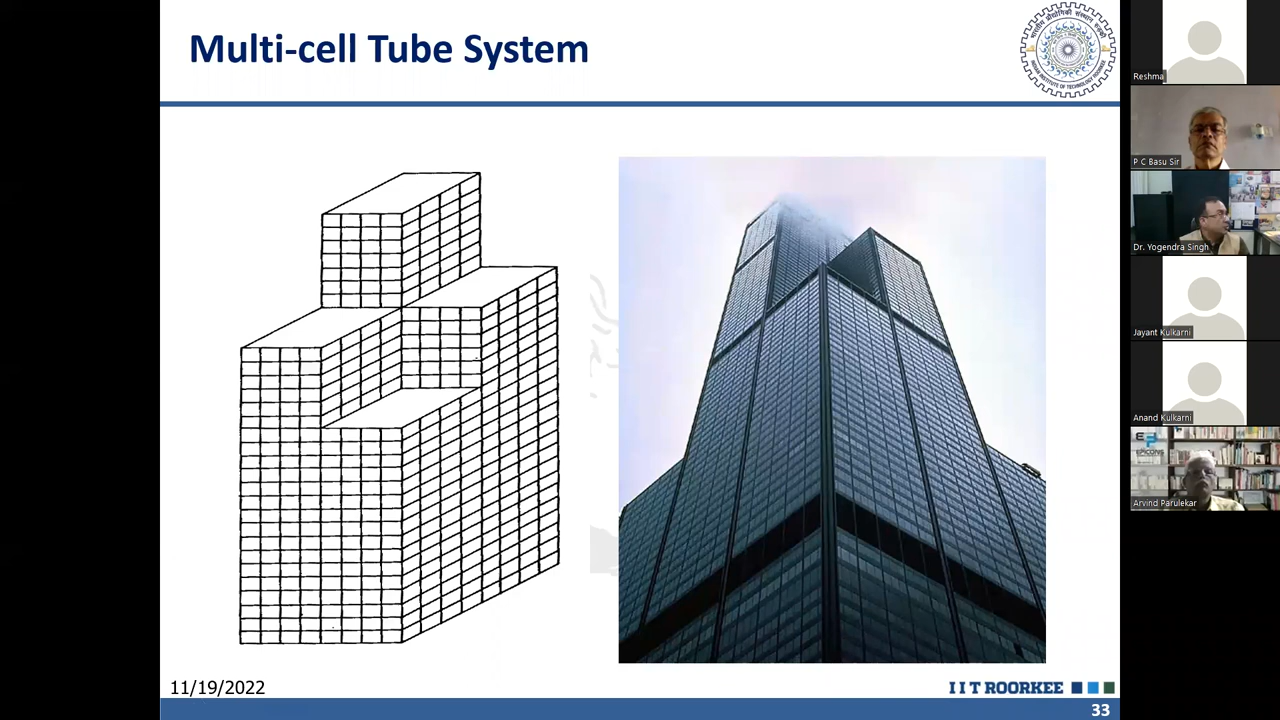 Multi-cell Tube System
Reshma
P C Basu Sir
Dr. Yogendra Singh
Jayant Kulkarni
Anand Kulkarni
Arvind Parulekar
11/19/2022
I I T ROORKEE
33